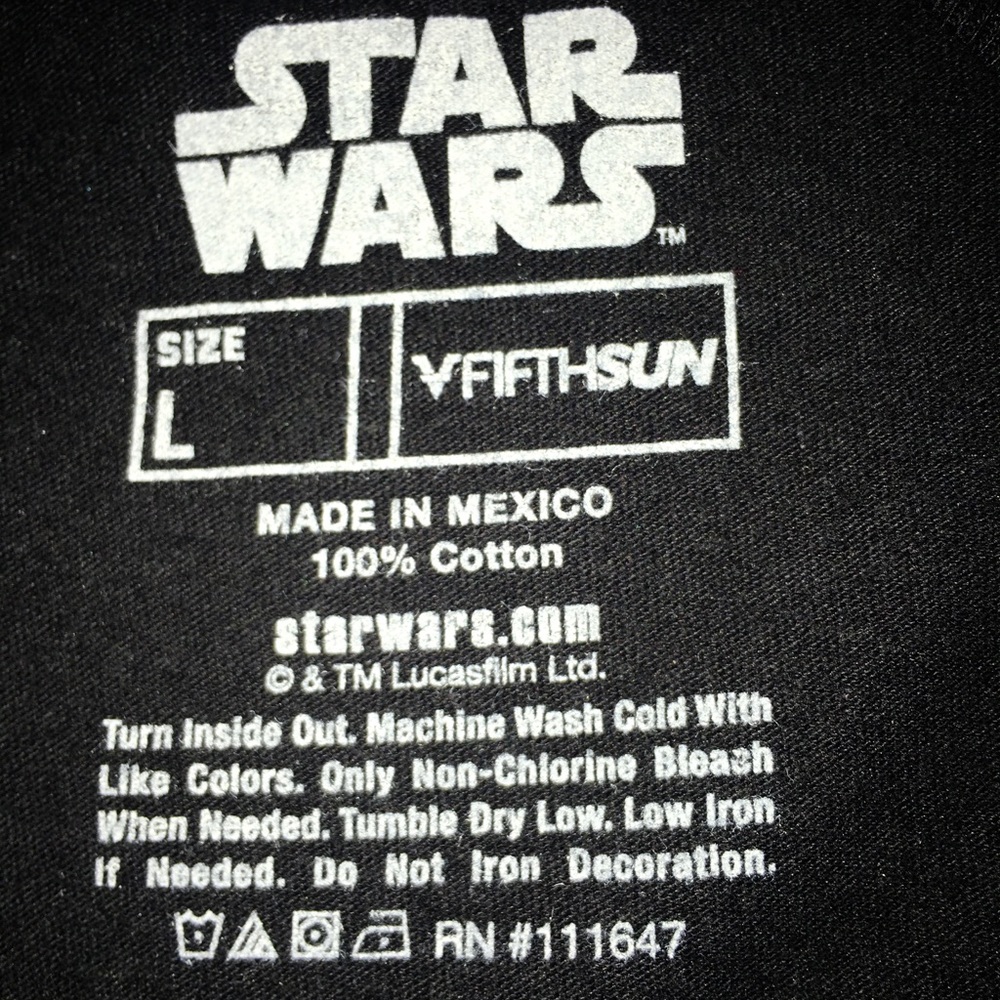 STAR
WARS
TM
SIZE
L
FIFTHSUN
MADE IN MEXICO
100% Cotton
starwars.com
© & TM Lucasfilm Ltd.
Turn Inside Out. Machine Wash Cold With
Like Colors. Only Non-Chlorine Bleach
When Needed. Tumble Dry Low. Low Iron
If Needed. Do Not Iron Decoration.
RN #111647